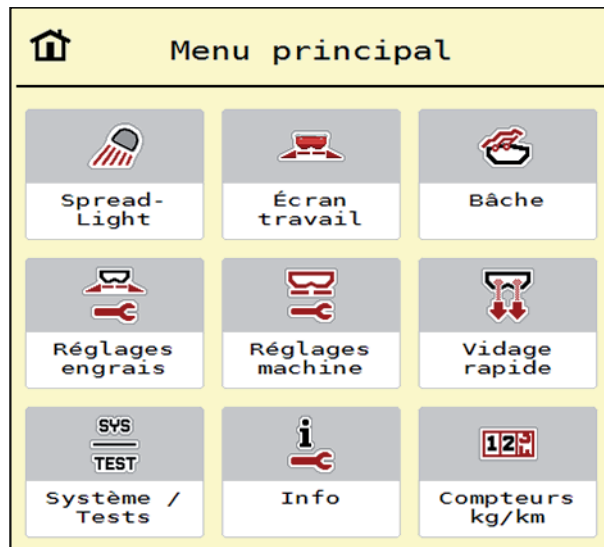 Menu principal
Spread-
Light
Écran
travail
Bâche
Réglages
engrais
Réglages
machine
Vidage
rapide
SYS
TEST
Système /
Tests
i
Info
12
Compteurs
kg/km